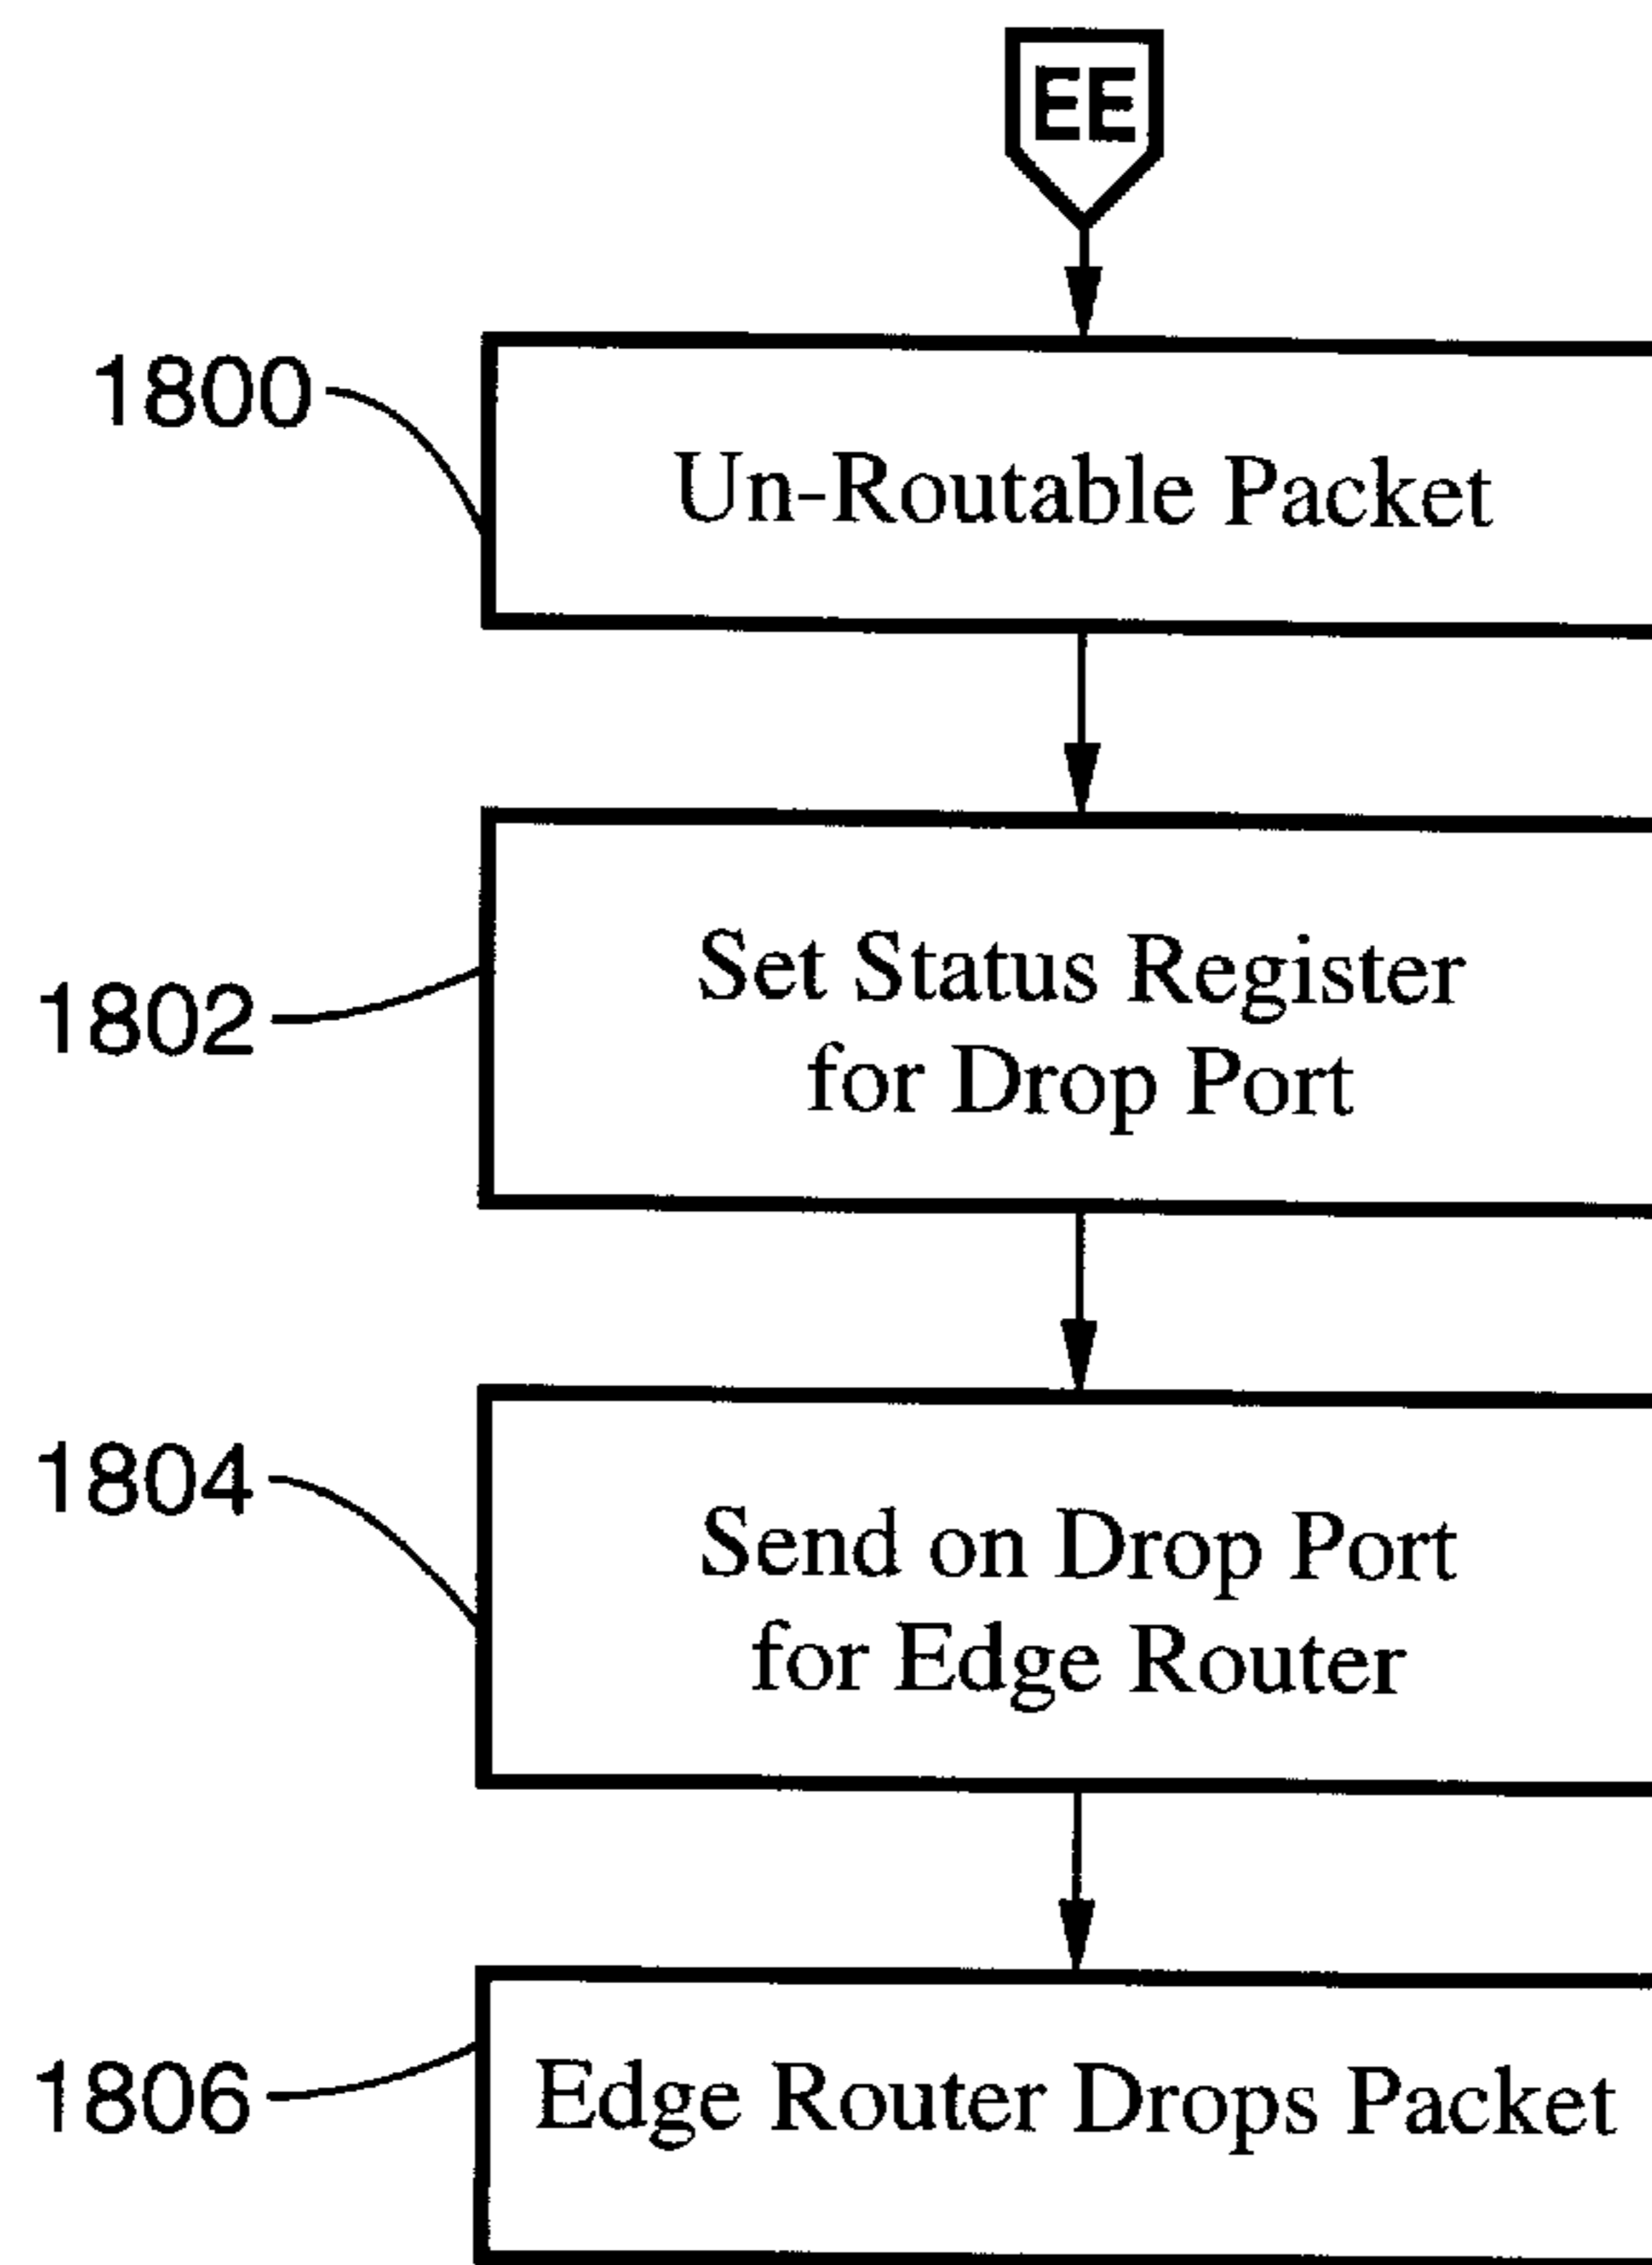 EE
1800
Un-Routable Packet
1802
Set Status Register
for Drop Port
1804
Send on Drop Port
for Edge Router
1806
Edge Router Drops Packet